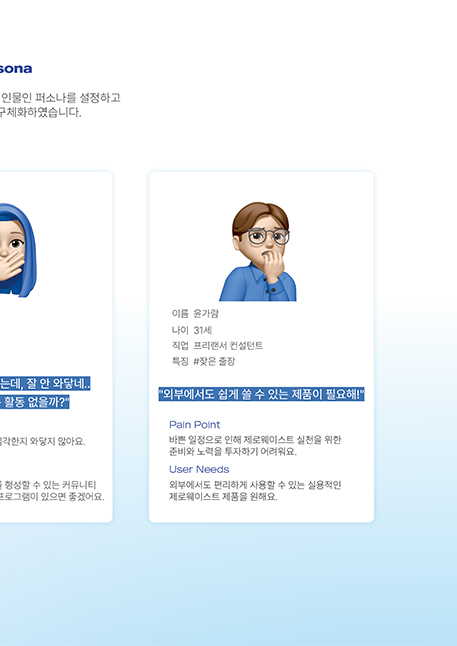 sona
인물인 퍼소나를 설정하고
구체화하였습니다.
는데, 잘 안 와닿네..
활동 없을까?"
각한지 와닿지 않아요.
형성할 수 있는 커뮤니티
프로그램이 있으면 좋겠어요.
이름 윤가람
나이 31세
직업 프리랜서 컨설턴트
특징 #잦은 출장
"외부에서도 쉽게 쓸 수 있는 제품이 필요해!"
Pain Point
바쁜 일정으로 인해 제로웨이스트 실천을 위한
준비와 노력을 투자하기 어려워요.
User Needs
외부에서도 편리하게 사용할 수 있는 실용적인
제로웨이스트 제품을 원해요.